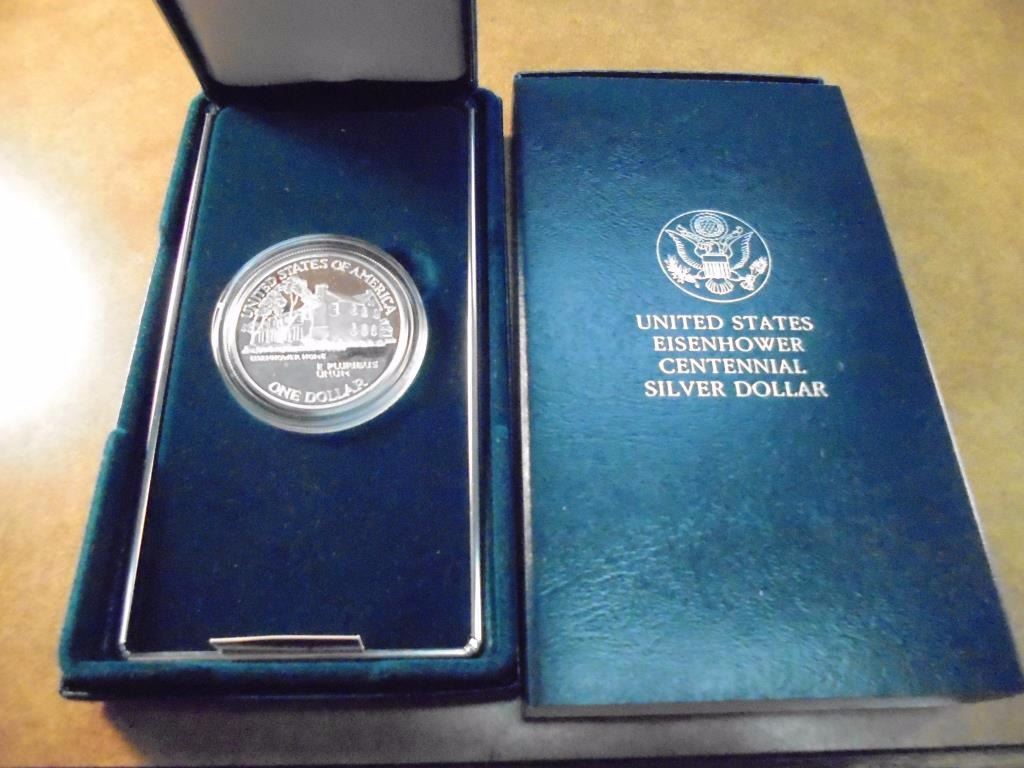 UNITED STATES OF AMERICA
EISENHOWER HOME
E PLURIBUS
UNUM
ONE DOLLAR
UNITED STATES
EISENHOWER
CENTENNIAL
SILVER DOLLAR